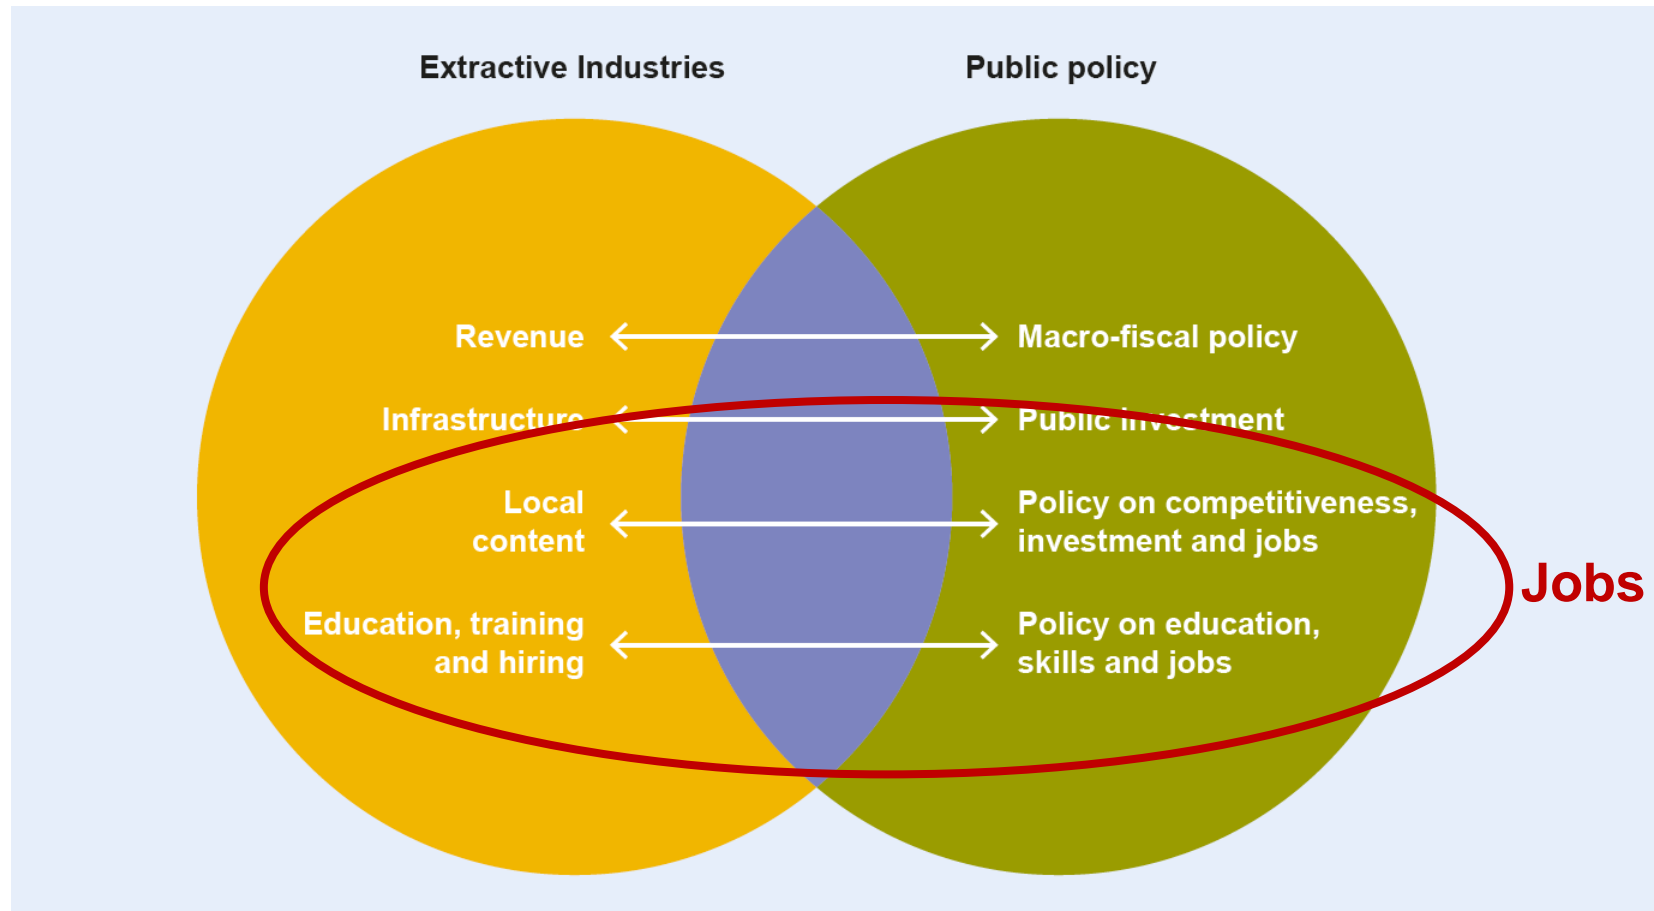 Extractive Industries
Public policy
Revenue
Macro-fiscal policy
Infrastructure
Public investment
Local
content
Policy on competitiveness,
investment and jobs
Jobs
Education, training
and hiring
Policy on education,
skills and jobs